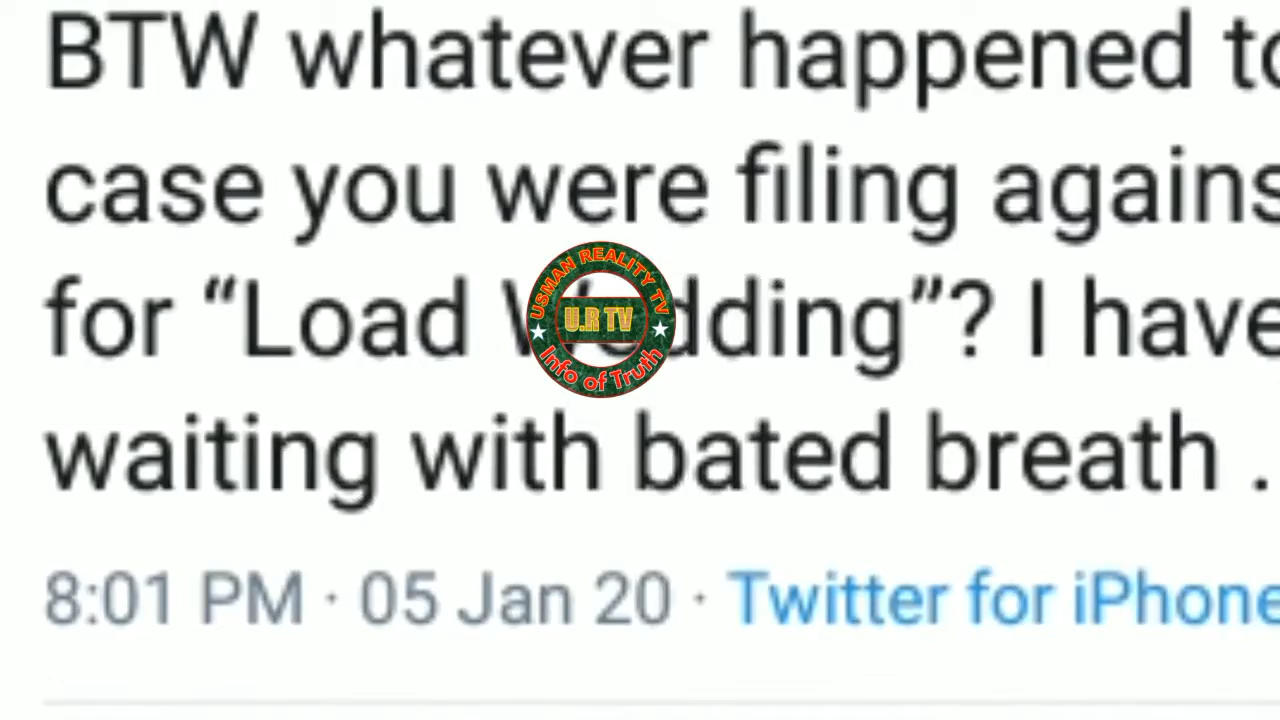 BTW whatever happened to
case you were filing agains
for “Load dding”? I have
waiting with bated breath .
8:01 PM · 05 Jan 20 · Twitter for iPhone
USMAN REALITY TV
U.R TV
Info of Truth